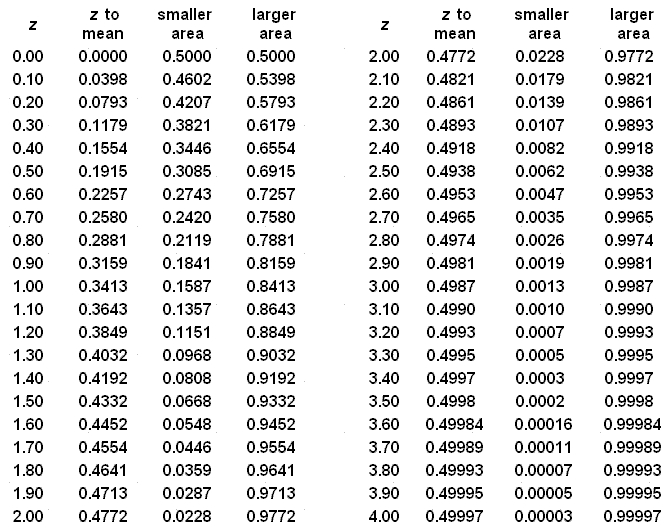 z z to mean smaller area larger area z z to mean smaller area larger area
0.00 0.0000 0.5000 0.5000 2.00 0.4772 0.0228 0.9772
0.10 0.0398 0.4602 0.5398 2.10 0.4821 0.0179 0.9821
0.20 0.0793 0.4207 0.5793 2.20 0.4861 0.0139 0.9861
0.30 0.1179 0.3821 0.6179 2.30 0.4893 0.0107 0.9893
0.40 0.1554 0.3446 0.6554 2.40 0.4918 0.0082 0.9918
0.50 0.1915 0.3085 0.6915 2.50 0.4938 0.0062 0.9938
0.60 0.2257 0.2743 0.7257 2.60 0.4953 0.0047 0.9953
0.70 0.2580 0.2420 0.7580 2.70 0.4965 0.0035 0.9965
0.80 0.2881 0.2119 0.7881 2.80 0.4974 0.0026 0.9974
0.90 0.3159 0.1841 0.8159 2.90 0.4981 0.0019 0.9981
1.00 0.3413 0.1587 0.8413 3.00 0.4987 0.0013 0.9987
1.10 0.3643 0.1357 0.8643 3.10 0.4990 0.0010 0.9990
1.20 0.3849 0.1151 0.8849 3.20 0.4993 0.0007 0.9993
1.30 0.4032 0.0968 0.9032 3.30 0.4995 0.0005 0.9995
1.40 0.4192 0.0808 0.9192 3.40 0.4997 0.0003 0.9997
1.50 0.4332 0.0668 0.9332 3.50 0.4998 0.0002 0.9998
1.60 0.4452 0.0548 0.9452 3.60 0.49984 0.00016 0.99984
1.70 0.4554 0.0446 0.9554 3.70 0.49989 0.00011 0.99989
1.80 0.4641 0.0359 0.9641 3.80 0.49993 0.00007 0.99993
1.90 0.4713 0.0287 0.9713 3.90 0.49995 0.00005 0.99995
2.00 0.4772 0.0228 0.9772 4.00 0.49997 0.00003 0.99997